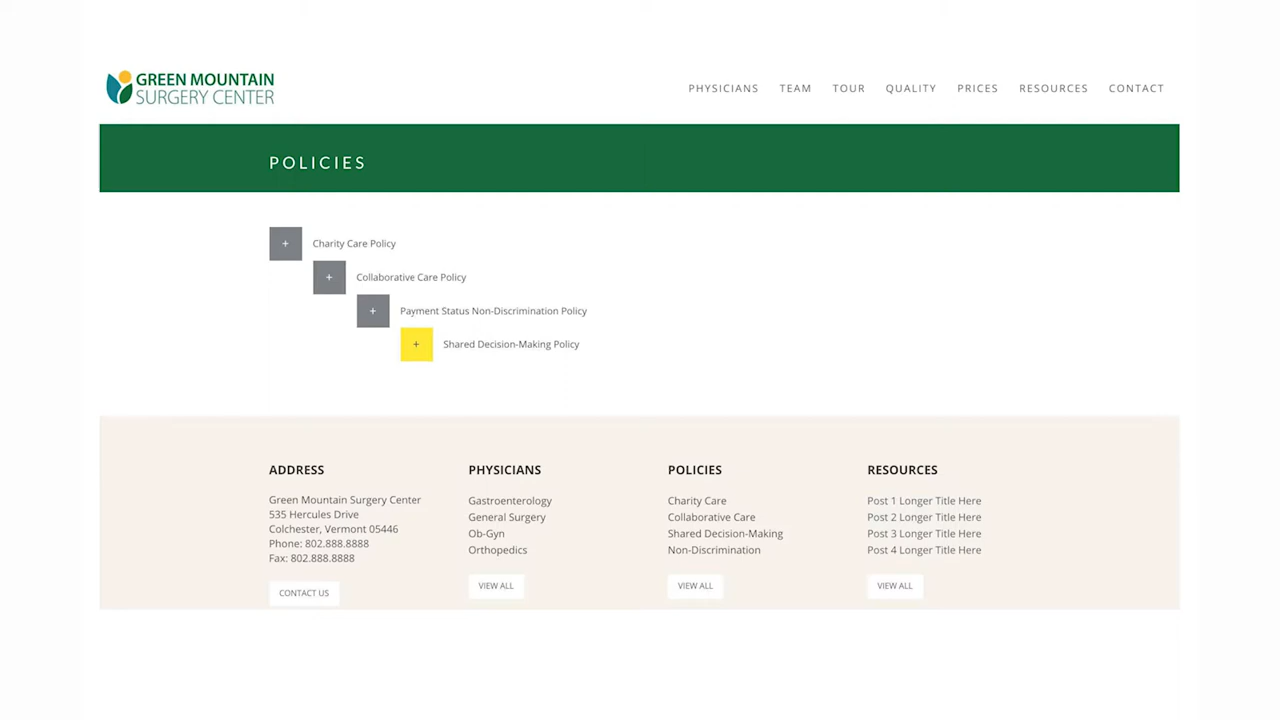 GREEN MOUNTAIN
SURGERY CENTER
PHYSICIANS TEAM TOUR QUALITY PRICES RESOURCES CONTACT
POLICIES
+ Charity Care Policy
+ Collaborative Care Policy
+ Payment Status Non-Discrimination Policy
+ Shared Decision-Making Policy
ADDRESS
Green Mountain Surgery Center
535 Hercules Drive
Colchester, Vermont 05446
Phone: 802.888.8888
Fax: 802.888.8888
CONTACT US
PHYSICIANS
Gastroenterology
General Surgery
Ob-Gyn
Orthopedics
VIEW ALL
POLICIES
Charity Care
Collaborative Care
Shared Decision-Making
Non-Discrimination
VIEW ALL
RESOURCES
Post 1 Longer Title Here
Post 2 Longer Title Here
Post 3 Longer Title Here
Post 4 Longer Title Here
VIEW ALL